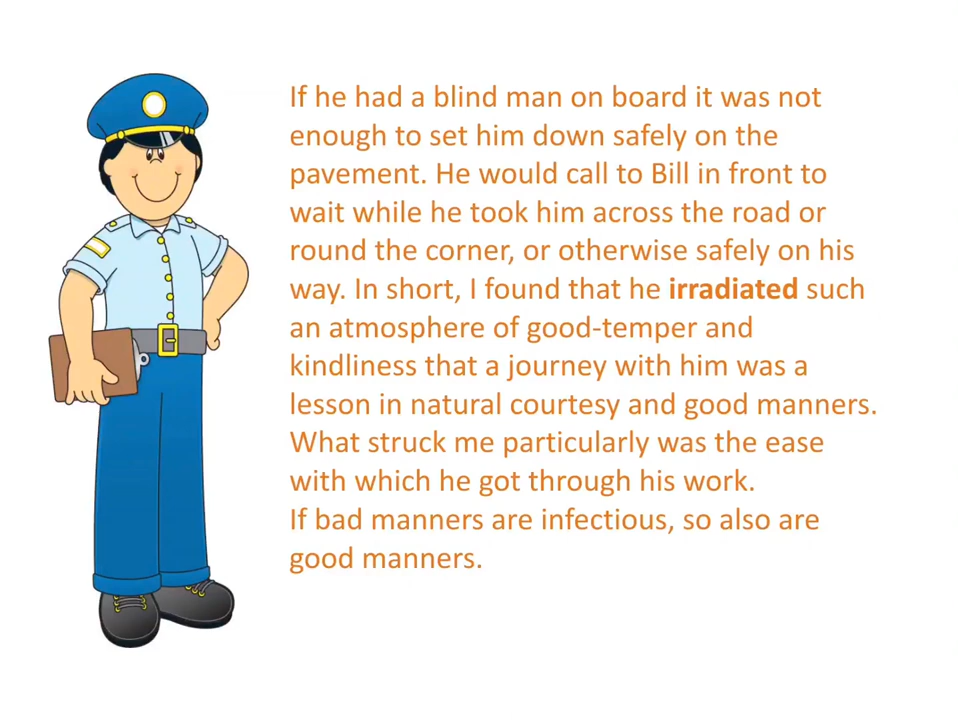 If he had a blind man on board it was not
enough to set him down safely on the
pavement. He would call to Bill in front to
wait while he took him across the road or
round the corner, or otherwise safely on his
way. In short, I found that he irradiated such
an atmosphere of good-temper and
kindliness that a journey with him was a
lesson in natural courtesy and good manners.
What struck me particularly was the ease
with which he got through his work.
If bad manners are infectious, so also are
good manners.